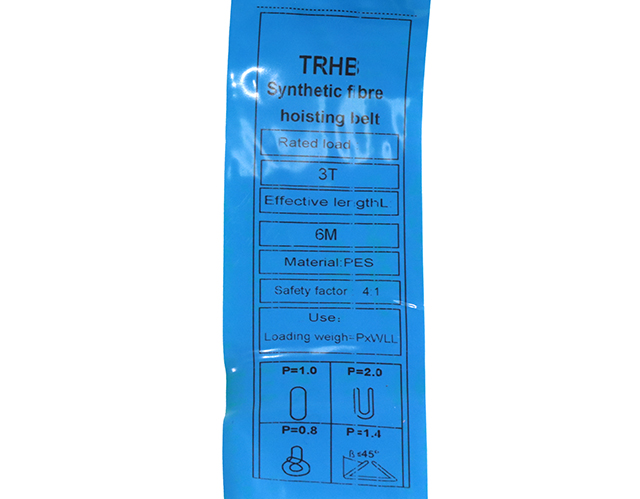 TRHB
Synthetic fibre
hoisting belt
Rated load
3T
Effective lengthL:
6M
Material:PES
Safety factor : 4:1
Use:
Loading weigh=PxWLL
P=1.0 P=2.0
P=0.8 P=1.4
β≤45°